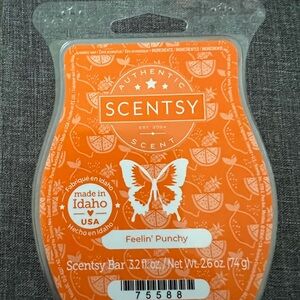 AUTHENTIC
SCENTSY
EST. 2004
SCENT
Fabriqué en Idaho
made in
Idaho
USA
Hecho en Idaho
Feelin' Punchy
Scentsy Bar 3.2 fl. oz. / Net Wt. 2.6 oz. (74 g)
75588